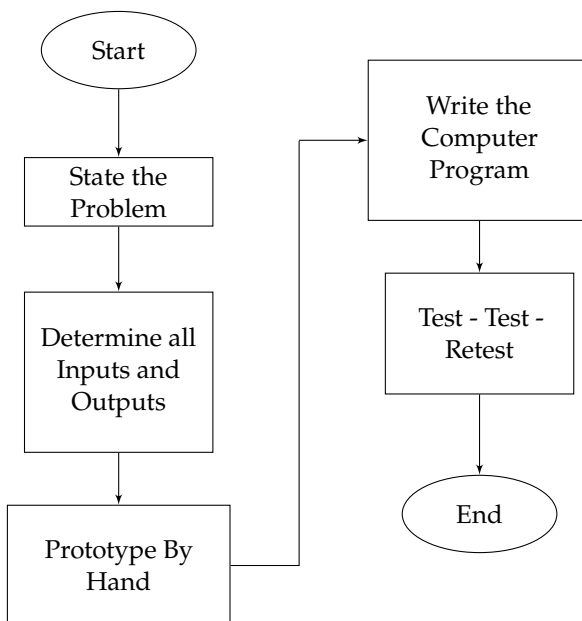 Start
State the
Problem
Determine all
Inputs and
Outputs
Prototype By
Hand
Write the
Computer
Program
Test - Test -
Retest
End